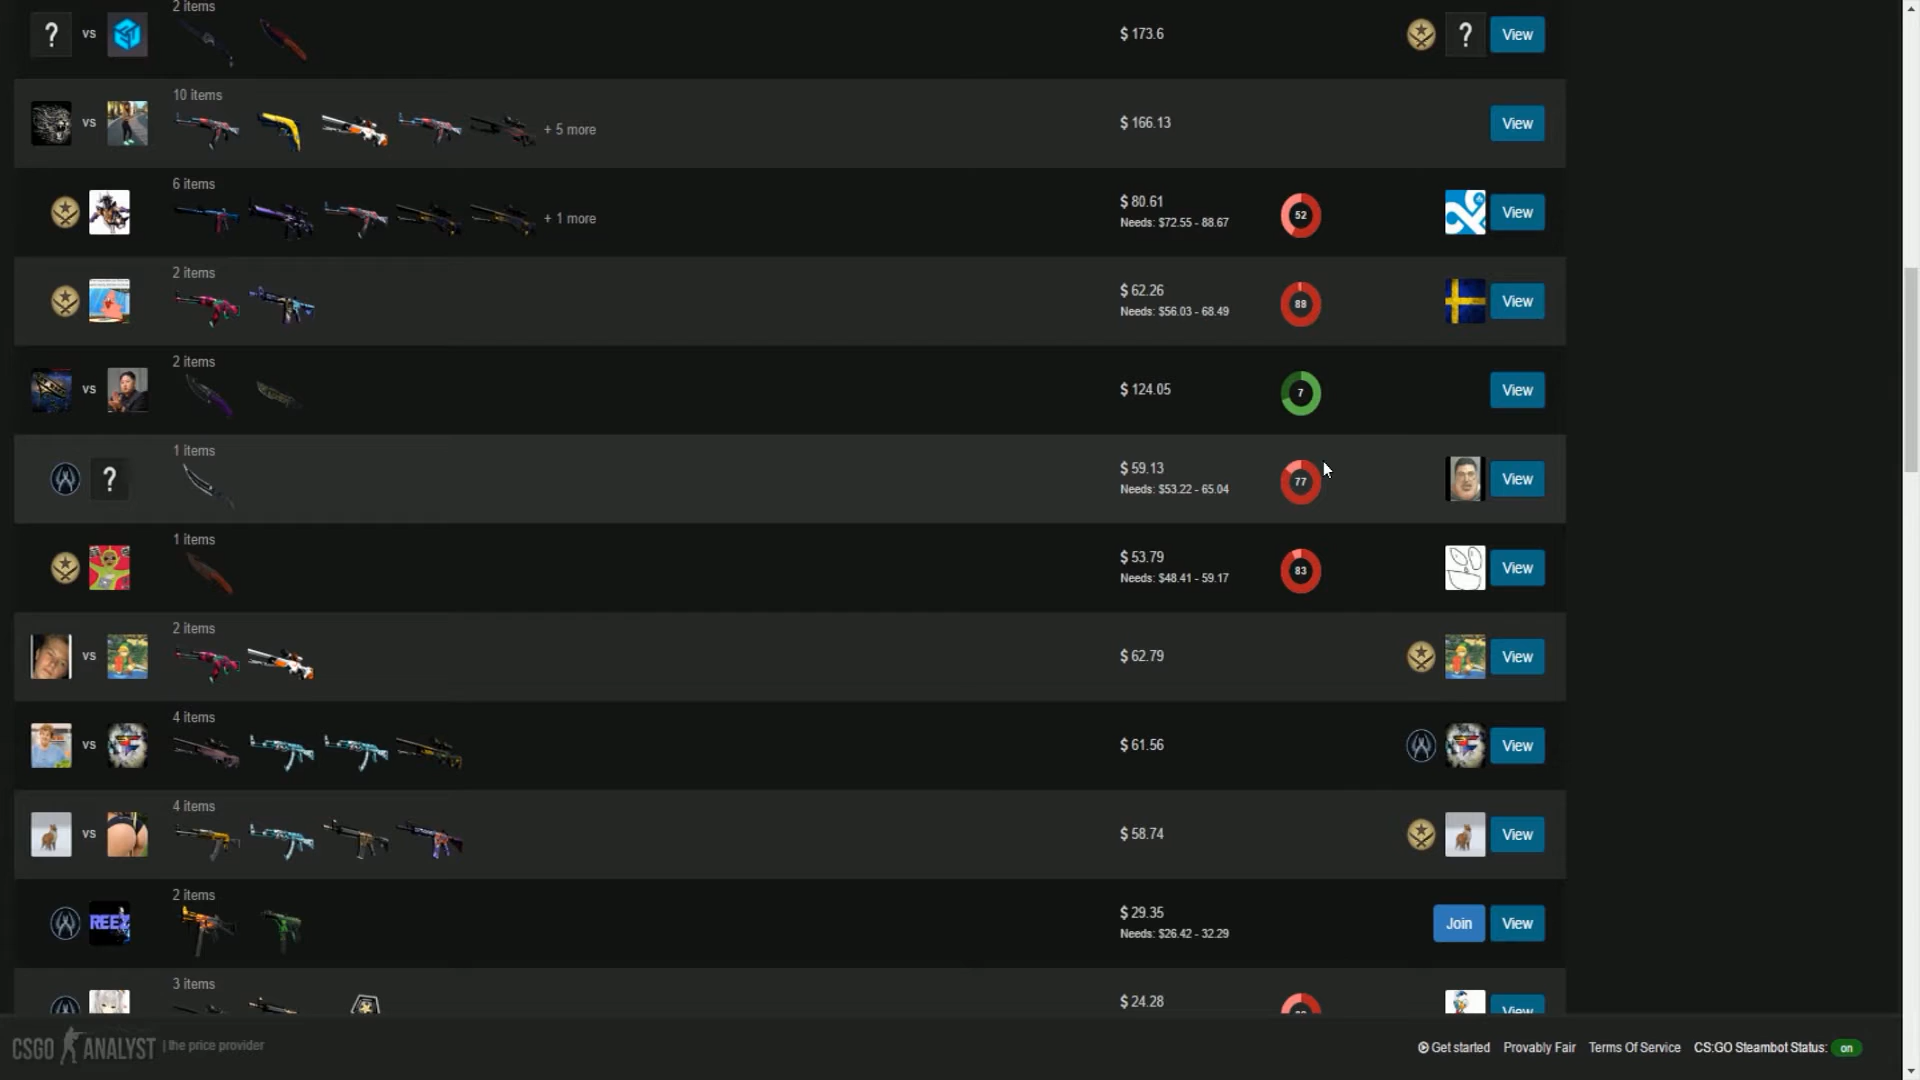 2 items
? vs
$ 173.6
? View
10 items
vs
+ 5 more
$ 166.13
View
6 items
+ 1 more
$ 80.61
Needs: $72.55 - 88.67
52
View
2 items
$ 62.26
Needs: $56.03 - 68.49
88
View
2 items
vs
$ 124.05
7
View
1 items
?
$ 59.13
Needs: $53.22 - 65.04
77
View
1 items
$ 53.79
Needs: $48.41 - 59.17
83
View
2 items
vs
$ 62.79
View
4 items
vs
$ 61.56
View
4 items
vs
$ 58.74
View
2 items
REEZ
$ 29.35
Needs: $26.42 - 32.29
Join View
3 items
$ 24.28
View
CSGO ANALYST | the price provider
Get started Provably Fair Terms Of Service CS:GO Steambot Status: on